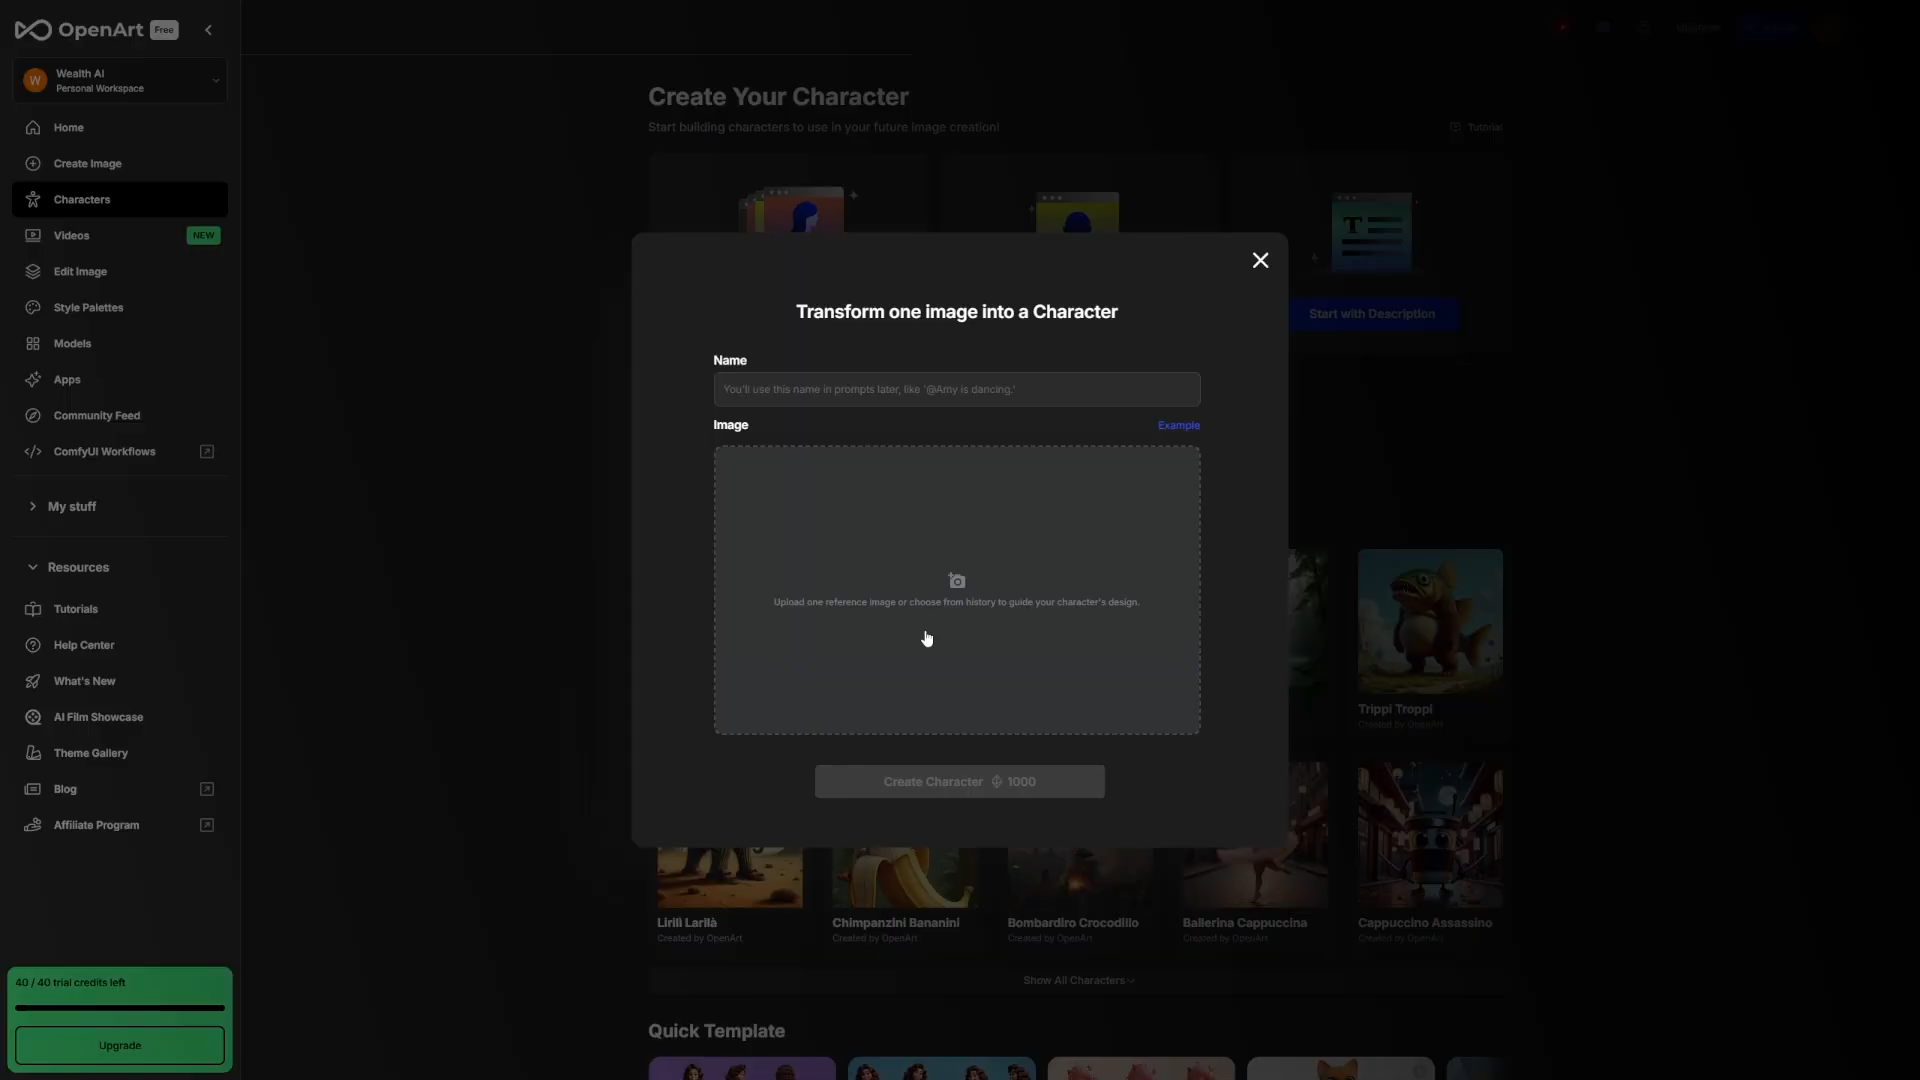 OpenArt Free
W
Wealth AI
Personal Workspace
Home
Create Image
Characters
Videos NEW
Edit Image
Style Palettes
Models
Apps
Community Feed
ComfyUI Workflows
My stuff
Resources
Tutorials
Help Center
What's New
AI Film Showcase
Theme Gallery
Blog
Affiliate Program
40 / 40 trial credits left
Upgrade
Create Your Character
Start building characters to use in your future image creation!
Tutorial
T
Start with Description
Transform one image into a Character
Name
You'll use this name in prompts later, like '@Amy is dancing.'
Image Example
Upload one reference image or choose from history to guide your character's design.
Create Character 1000
Trippi Troppi
Created by OpenArt
Lirilì Larilà
Created by OpenArt
Chimpanzini Bananini
Created by OpenArt
Bombardiro Crocodillo
Created by OpenArt
Ballerina Cappuccina
Created by OpenArt
Cappuccino Assassino
Created by OpenArt
Show All Characters
Quick Template